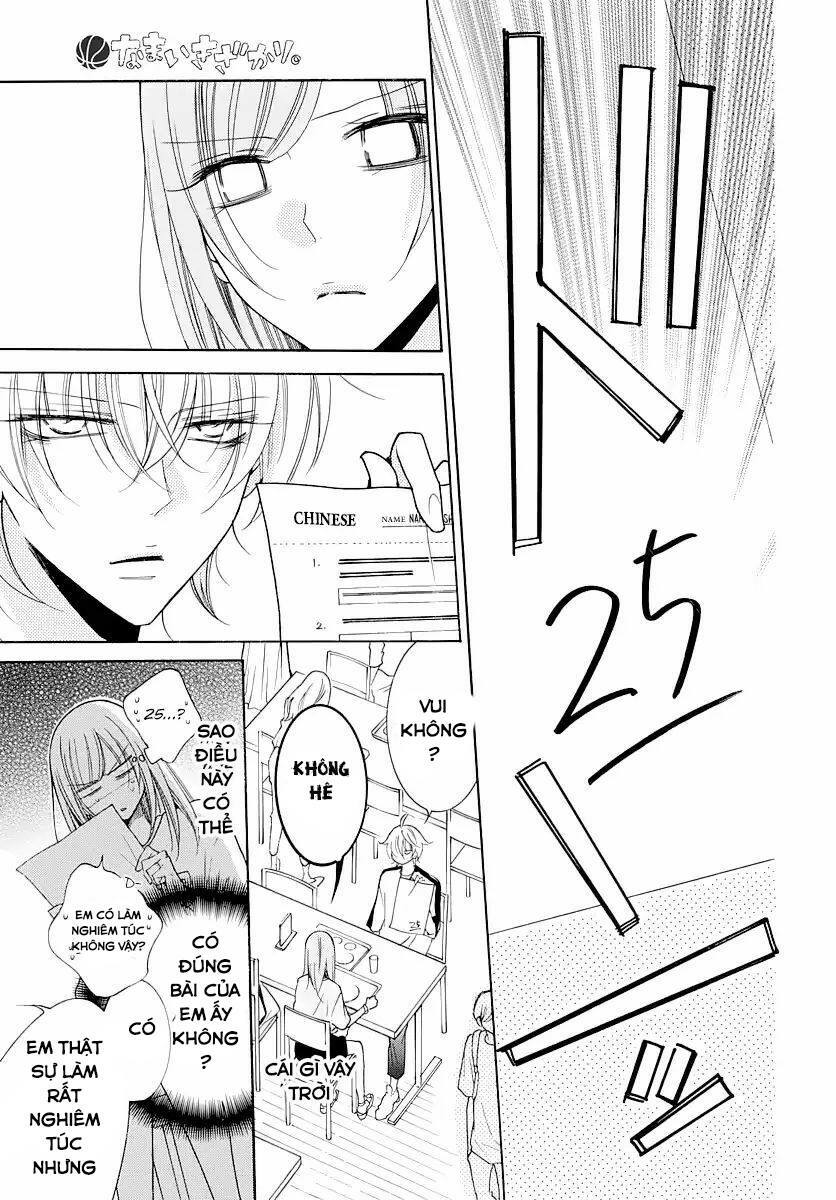 なまいきざかり。
ドーン
25
CHINESE
NAME NAR
1.
2.
VUI
KHÔNG
?
KHÔNG
HỀ
25
CÁI GÌ VẬY
TRỜI
25...?
SAO
ĐIỀU
NÀY
CÓ
THỂ
CÓ
ĐÚNG
BÀI CỦA
EM ẤY
KHÔNG
?
EM CÓ LÀM
NGHIÊM TÚC
KHÔNG VẬY?
CÓ
EM THẬT
SỰ LÀM
RẤT
NGHIÊM
TÚC
NHƯNG